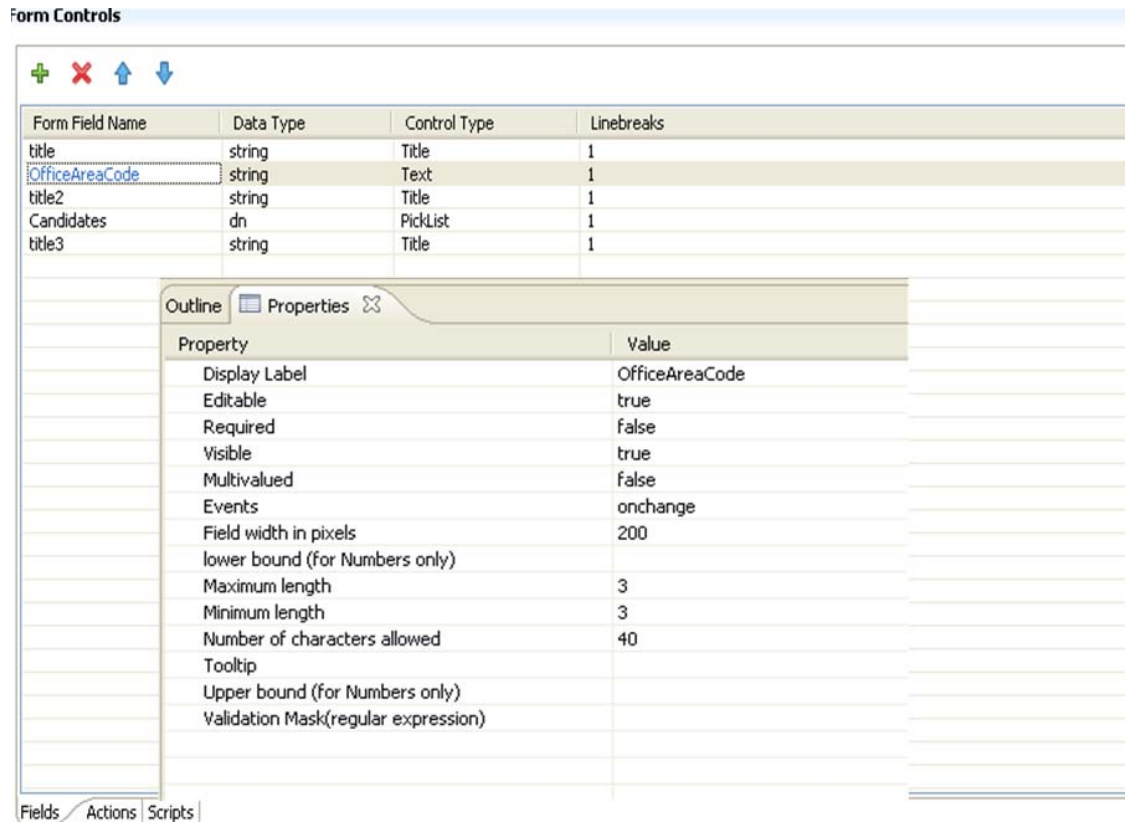 Form Controls
Form Field Name Data Type Control Type Linebreaks
title string Title 1
OfficeAreaCode string Text 1
title2 string Title 1
Candidates dn PickList 1
title3 string Title 1
Outline Properties
Property Value
Display Label OfficeAreaCode
Editable true
Required false
Visible true
Multivalued false
Events onchange
Field width in pixels 200
lower bound (for Numbers only)
Maximum length 3
Minimum length 3
Number of characters allowed 40
Tooltip
Upper bound (for Numbers only)
Validation Mask(regular expression)
Fields Actions Scripts